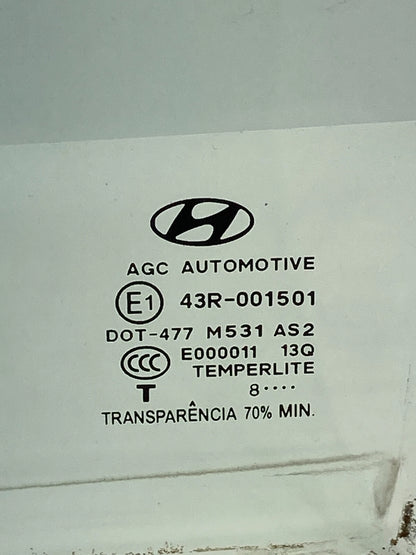 AGC AUTOMOTIVE
E1 43R-001501
DOT-477 M531 AS2
CCC E000011 13Q
TEMPERLITE
T 8····
TRANSPARÊNCIA 70% MIN.